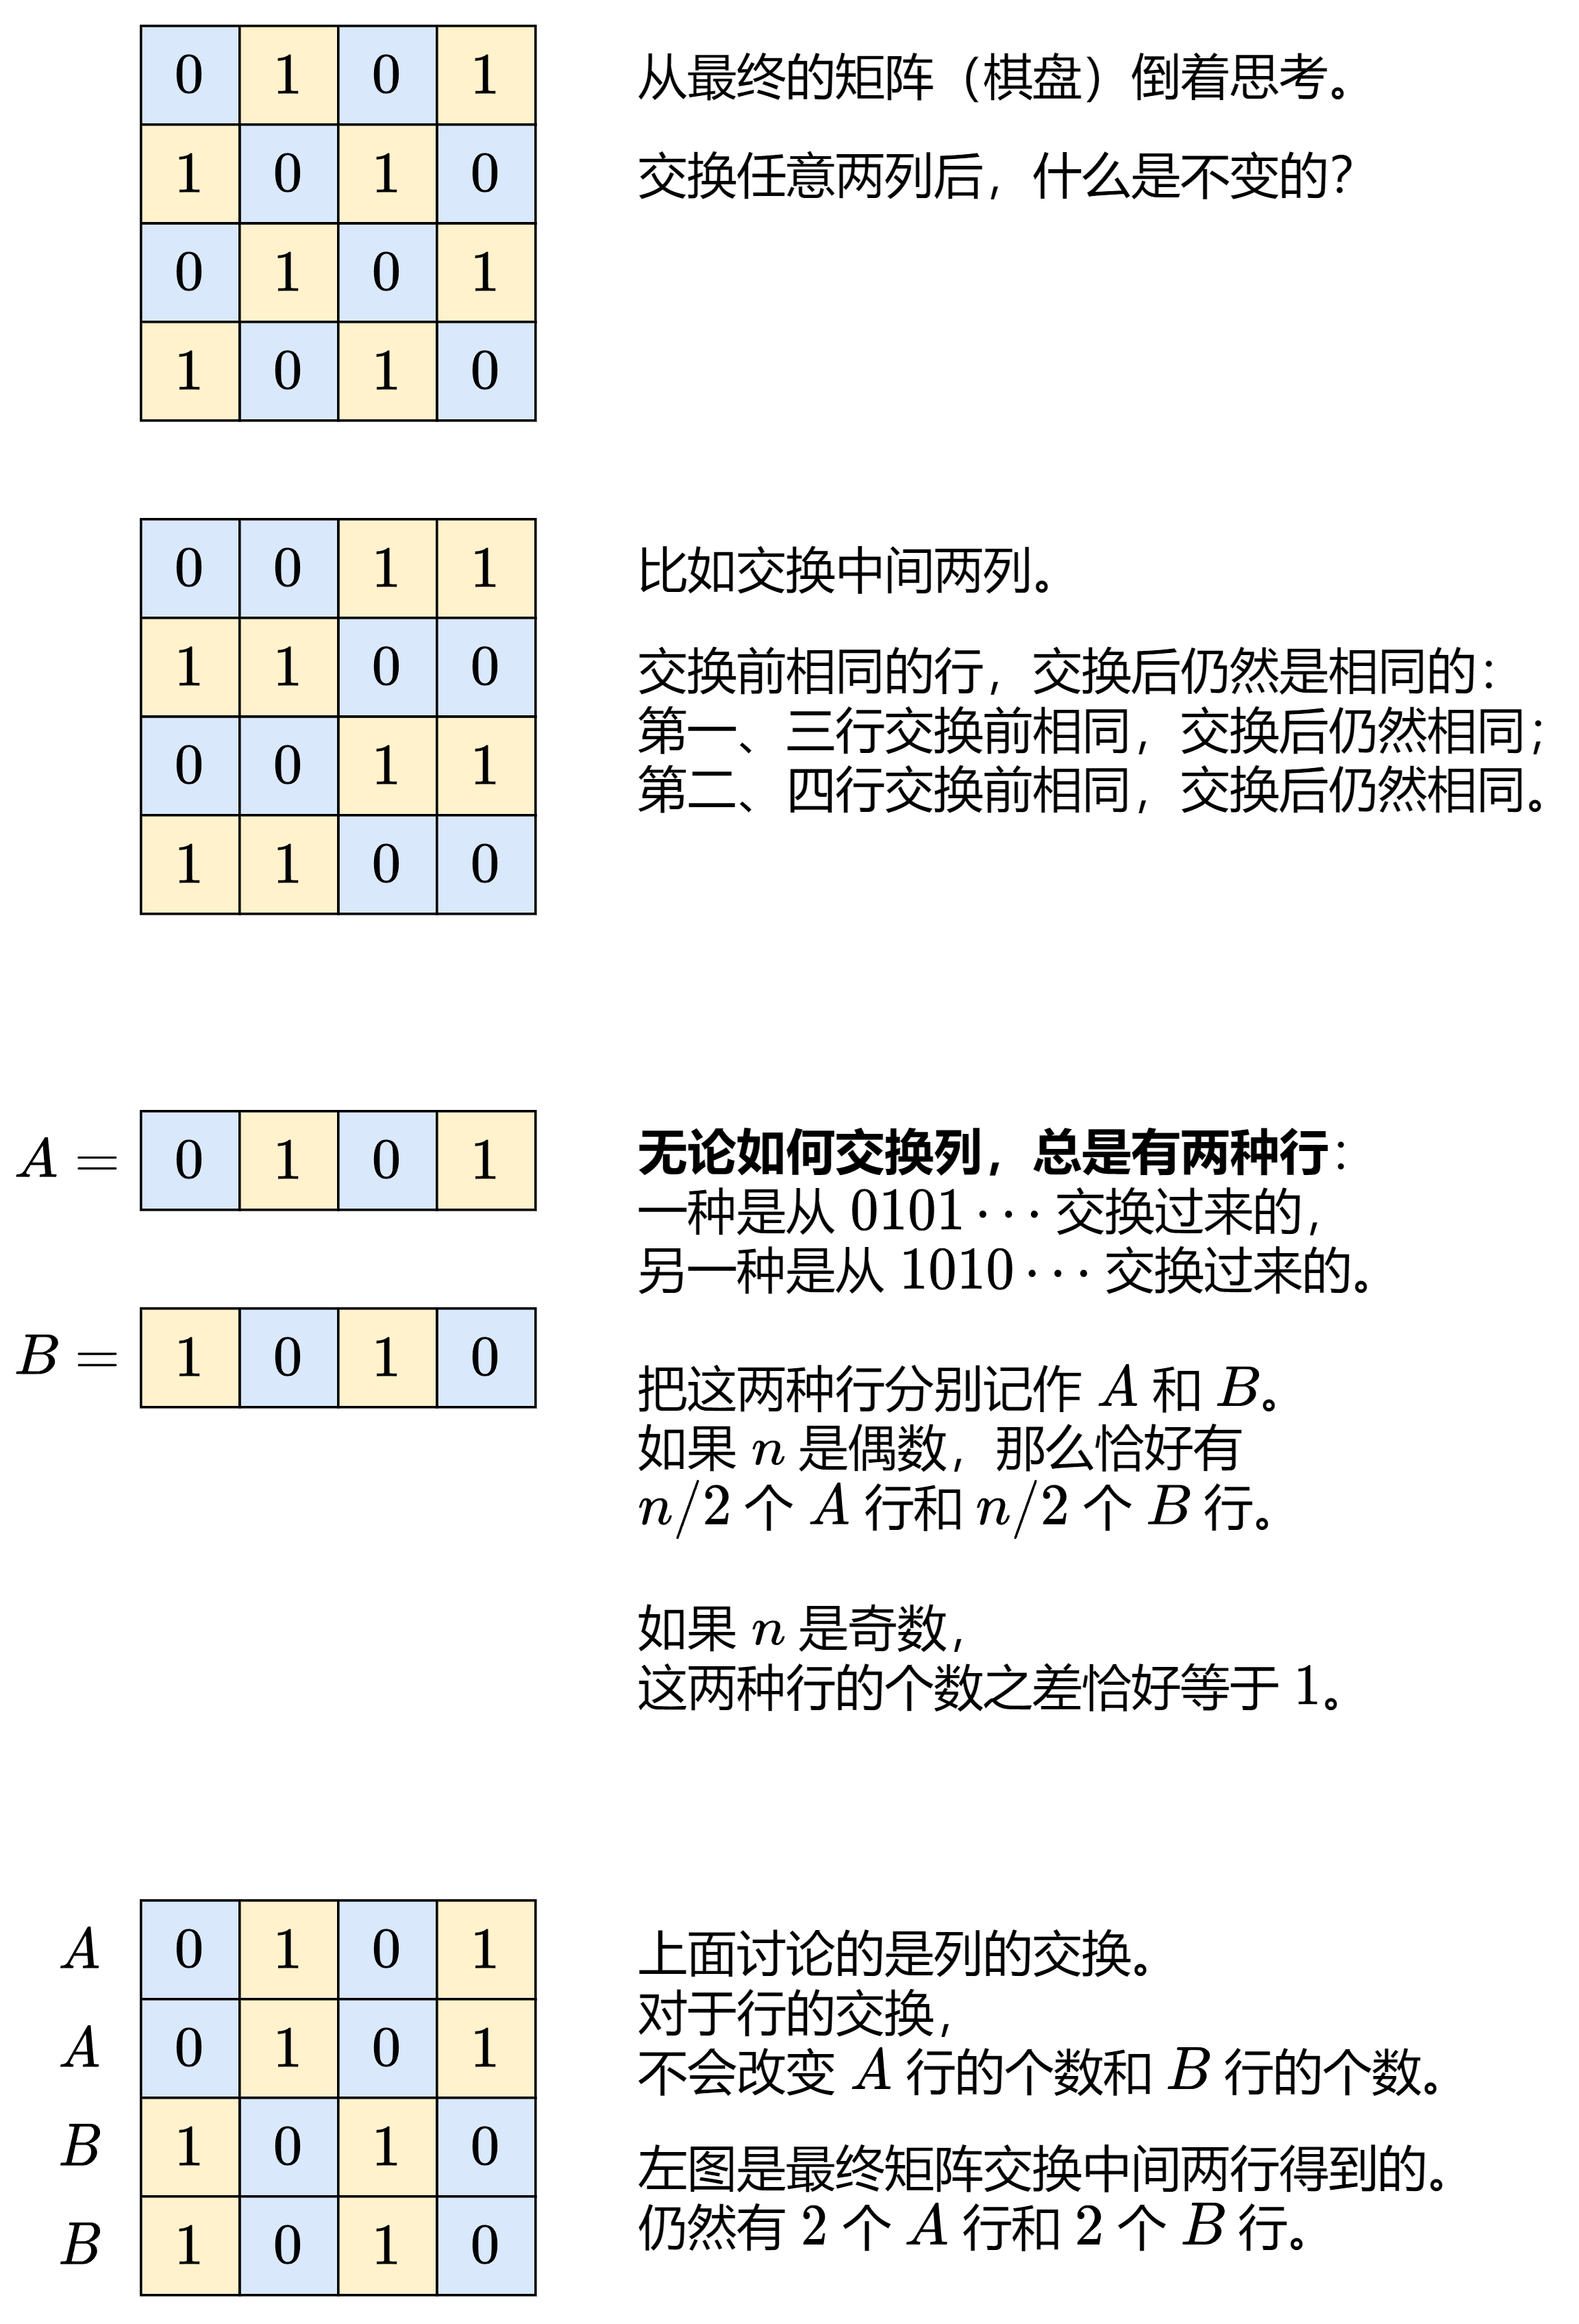 0 1 0 1
从最终的矩阵（棋盘）倒着思考。
1 0 1 0
交换任意两列后，什么是不变的？
0 1 0 1
1 0 1 0
0 0 1 1
比如交换中间两列。
1 1 0 0
交换前相同的行，交换后仍然是相同的：
0 0 1 1
第一、三行交换前相同，交换后仍然相同；
第二、四行交换前相同，交换后仍然相同。
1 1 0 0
A = 0 1 0 1
无论如何交换列，总是有两种行：
一种是从 0101⋯ 交换过来的，
另一种是从 1010⋯ 交换过来的。
B = 1 0 1 0
把这两种行分别记作 A 和 B。
如果 n 是偶数，那么恰好有
n/2 个 A 行和 n/2 个 B 行。
如果 n 是奇数，
这两种行的个数之差恰好等于 1。
A 0 1 0 1
上面讨论的是列的交换。
对于行的交换，
A 0 1 0 1
不会改变 A 行的个数和 B 行的个数。
B 1 0 1 0
左图是最终矩阵交换中间两行得到的。
仍然有 2 个 A 行和 2 个 B 行。
B 1 0 1 0